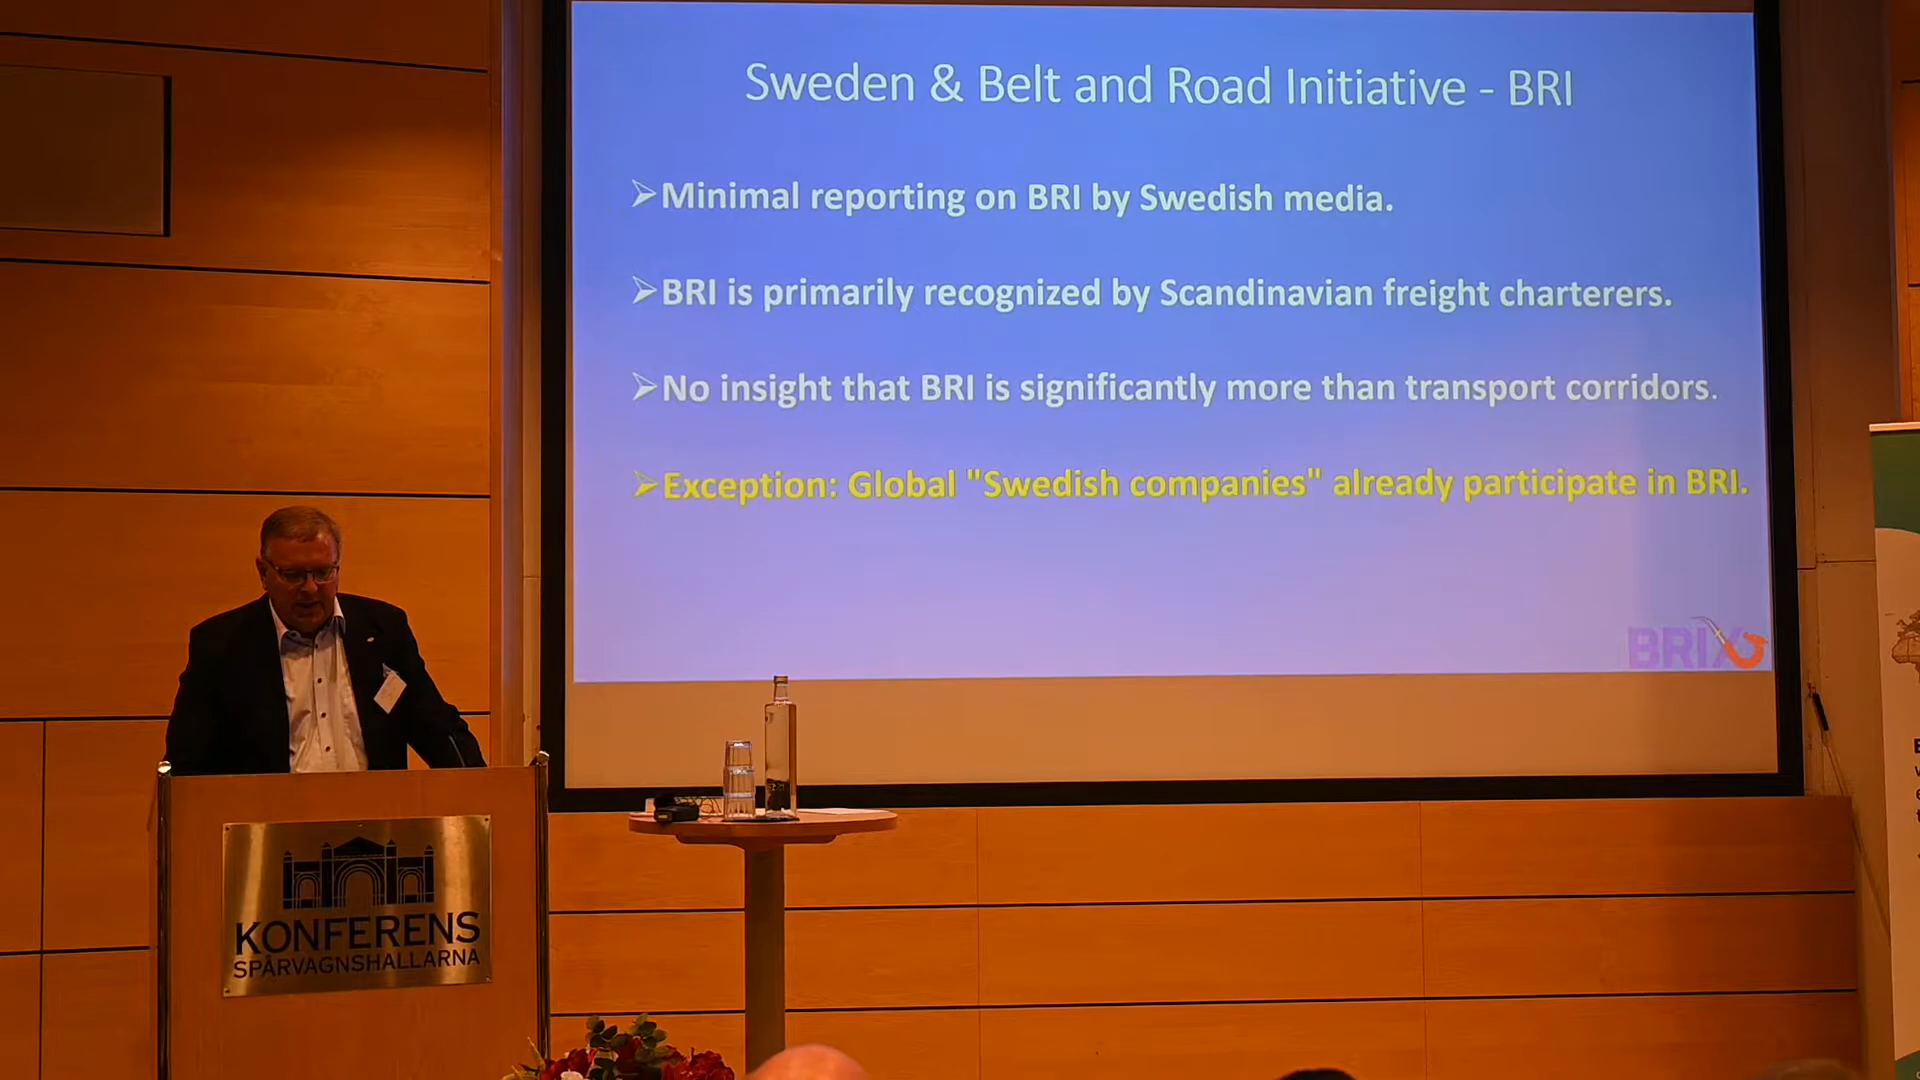 Sweden & Belt and Road Initiative - BRI
➢Minimal reporting on BRI by Swedish media.
➢BRI is primarily recognized by Scandinavian freight charterers.
➢No insight that BRI is significantly more than transport corridors.
➢Exception: Global "Swedish companies" already participate in BRI.
BRIX
KONFERENS
SPÅRVAGNSHALLARNA